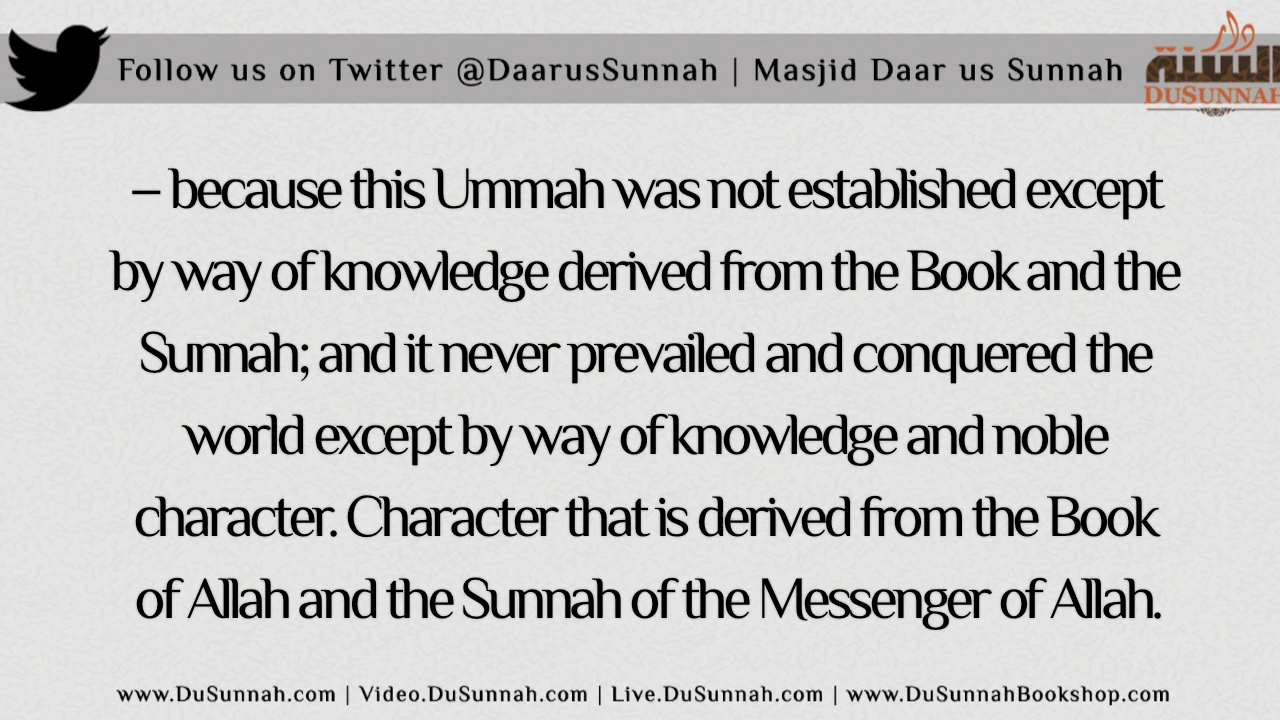 Follow us on Twitter @DaarusSunnah | Masjid Daar us Sunnah
دار
السنة
DUSUNNAH
– because this Ummah was not established except
by way of knowledge derived from the Book and the
Sunnah; and it never prevailed and conquered the
world except by way of knowledge and noble
character. Character that is derived from the Book
of Allah and the Sunnah of the Messenger of Allah.
www.DuSunnah.com | Video.DuSunnah.com | Live.DuSunnah.com | www.DuSunnahBookshop.com